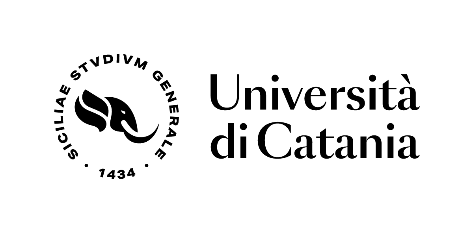 SICILIAE STVDIVM GENERALE
· 1434 ·
Università
di Catania